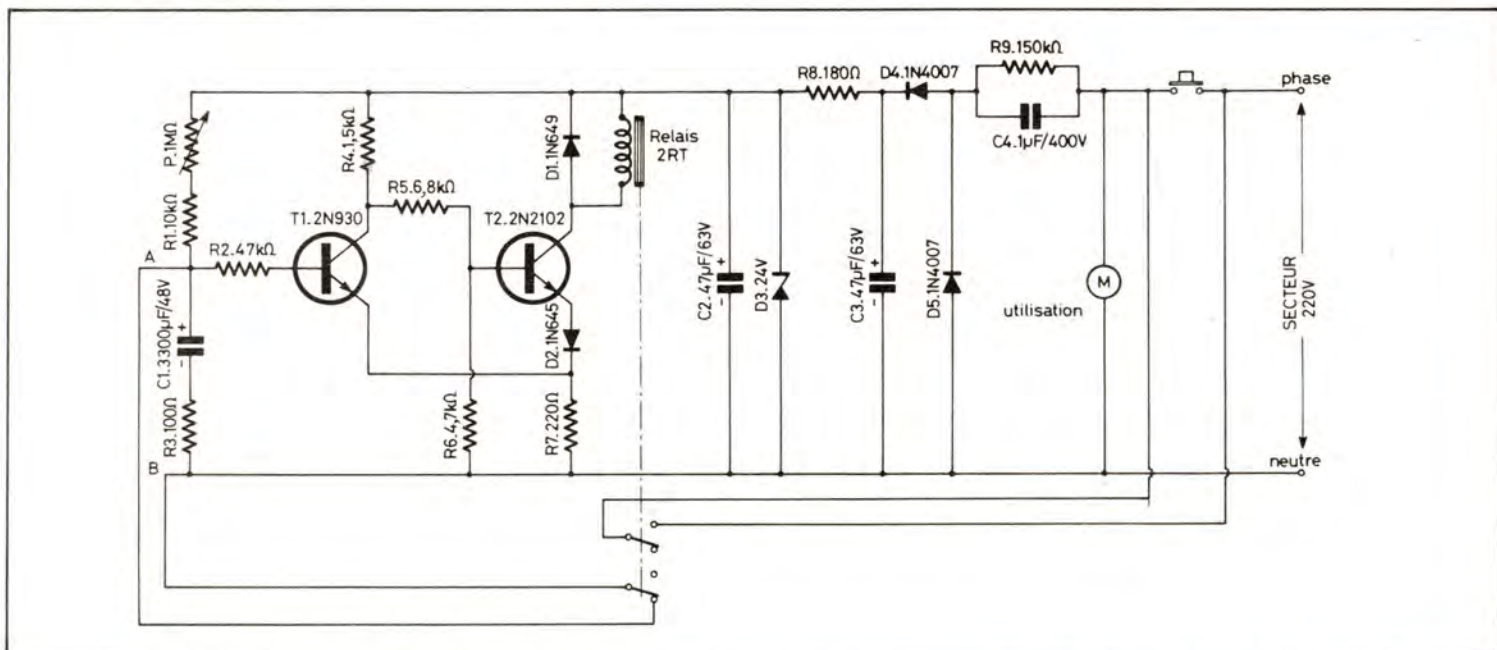 R9.150kΩ
R8.180Ω
D4.1N4007
phase
C4.1µF/400V
P.1MΩ
R4.1,5kΩ
D1.1N649
Relais
2RT
R5.6,8kΩ
R1.10kΩ
T1.2N930
T2.2N2102
A
R2.47kΩ
C2.47µF/63V
+
-
D3.24V
C3.47µF/63V
+
-
D5.1N4007
utilisation
M
SECTEUR
220V
C1.3300µF/48V
+
-
D2.1N645
R3.100Ω
R6.4,7kΩ
R7.220Ω
B
neutre